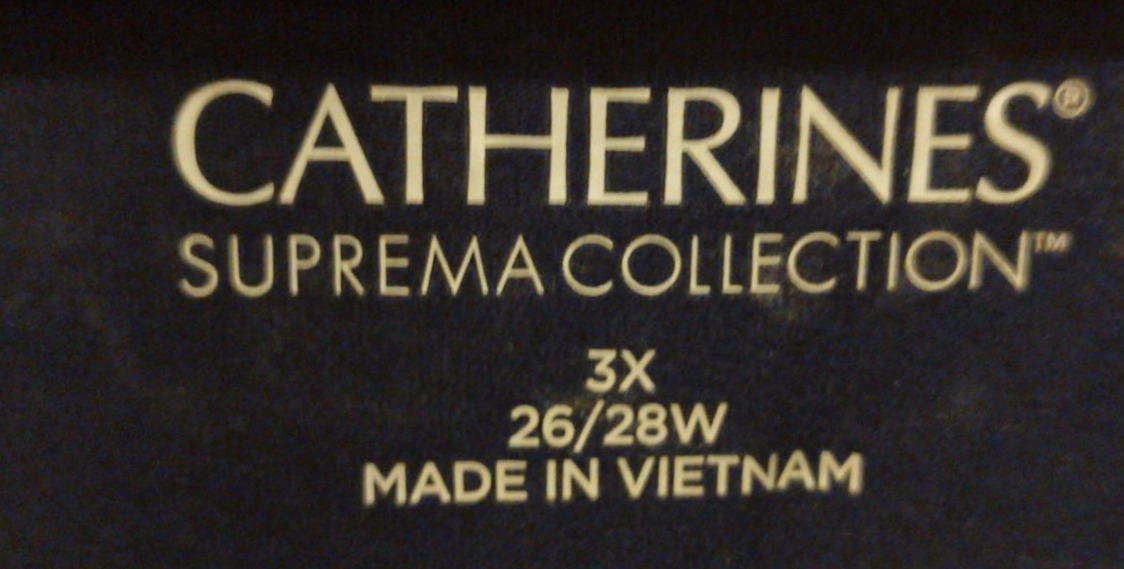 CATHERINES®
SUPREMA COLLECTION™
3X
26/28W
MADE IN VIETNAM